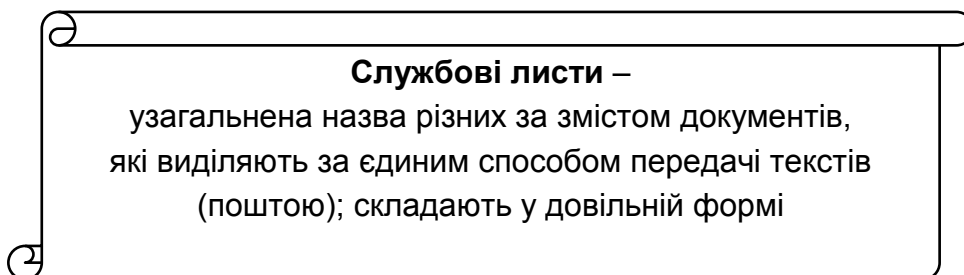 Службові листи –
узагальнена назва різних за змістом документів,
які виділяють за єдиним способом передачі текстів
(поштою); складають у довільній формі